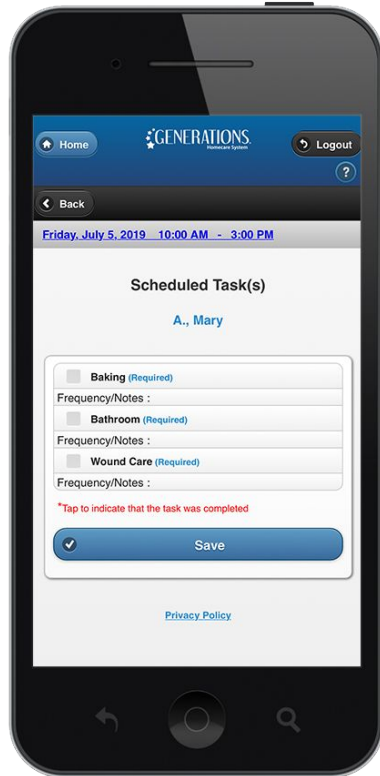 Home
GENERATIONS.
Homecare System
Logout
?
Back
Friday, July 5, 2019 10:00 AM - 3:00 PM
Scheduled Task(s)
A., Mary
Baking (Required)
Frequency/Notes :
Bathroom (Required)
Frequency/Notes :
Wound Care (Required)
Frequency/Notes :
*Tap to indicate that the task was completed
Save
Privacy Policy